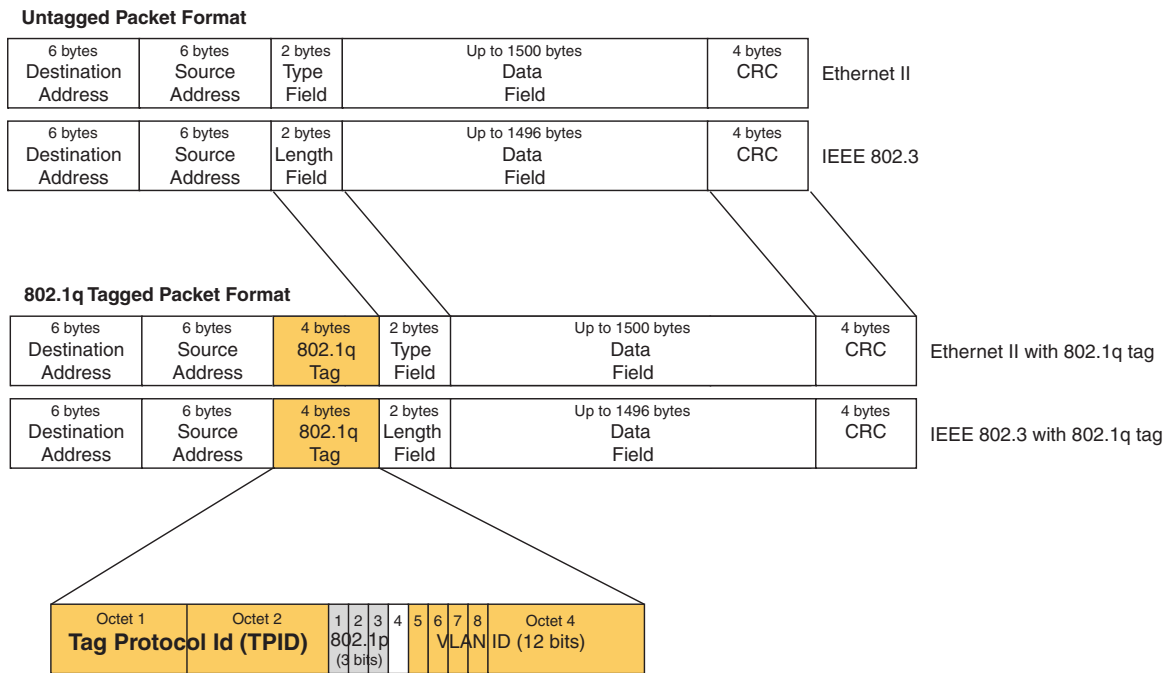 Untagged Packet Format
6 bytes 6 bytes 2 bytes Up to 1500 bytes 4 bytes
Destination Source Type Data CRC Ethernet II
Address Address Field Field
6 bytes 6 bytes 2 bytes Up to 1496 bytes 4 bytes
Destination Source Length Data CRC IEEE 802.3
Address Address Field Field
802.1q Tagged Packet Format
6 bytes 6 bytes 4 bytes 2 bytes Up to 1500 bytes 4 bytes
Destination Source 802.1q Type Data CRC Ethernet II with 802.1q tag
Address Address Tag Field Field
6 bytes 6 bytes 4 bytes 2 bytes Up to 1496 bytes 4 bytes
Destination Source 802.1q Length Data CRC IEEE 802.3 with 802.1q tag
Address Address Tag Field Field
Octet 1 Octet 2 1 2 3 4 5 6 7 8 Octet 4
Tag Protocol Id (TPID) 802.1p VLAN ID (12 bits)
(3 bits)